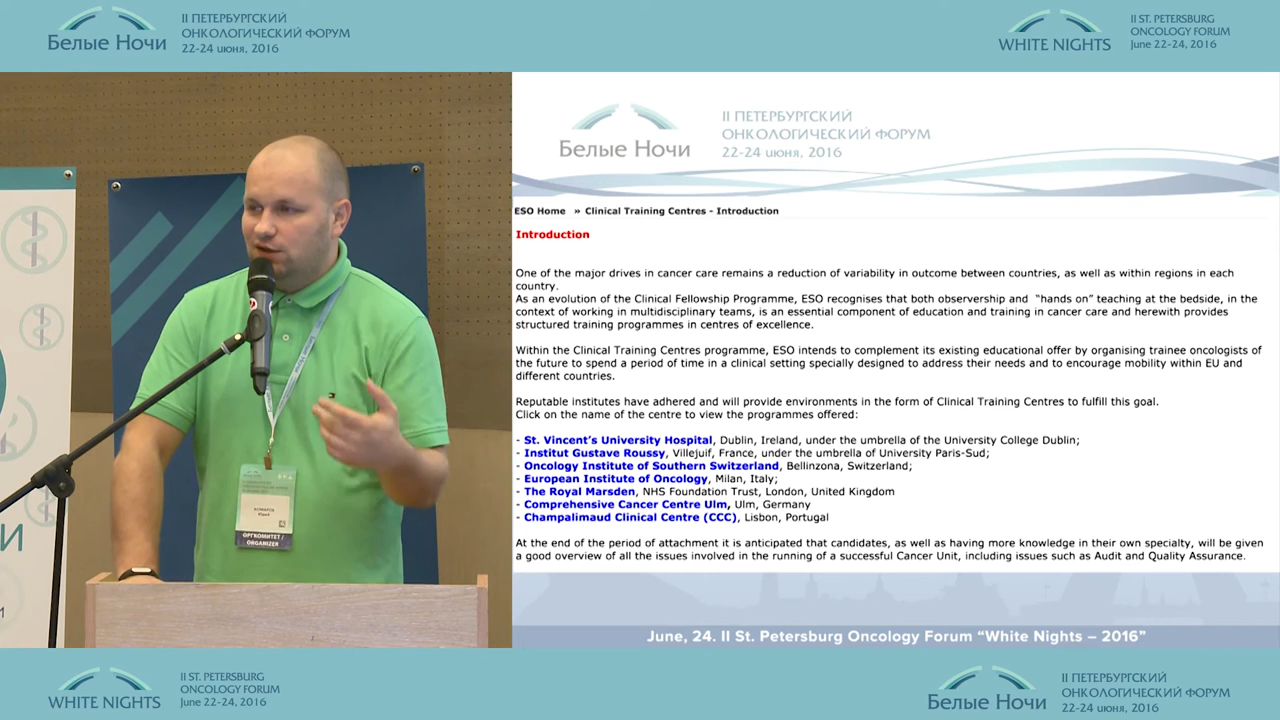 Белые Ночи
II ПЕТЕРБУРГСКИЙ
ОНКОЛОГИЧЕСКИЙ ФОРУМ
22-24 июня, 2016
WHITE NIGHTS
II ST. PETERSBURG
ONCOLOGY FORUM
June 22-24, 2016
ОРГКОМИТЕТ /
ORGANIZER
Белые Ночи
II ПЕТЕРБУРГСКИЙ
ОНКОЛОГИЧЕСКИЙ ФОРУМ
22-24 июня, 2016
ESO Home » Clinical Training Centres - Introduction
Introduction
One of the major drives in cancer care remains a reduction of variability in outcome between countries, as well as within regions in each
country.
As an evolution of the Clinical Fellowship Programme, ESO recognises that both observership and “hands on” teaching at the bedside, in the
context of working in multidisciplinary teams, is an essential component of education and training in cancer care and herewith provides
structured training programmes in centres of excellence.
Within the Clinical Training Centres programme, ESO intends to complement its existing educational offer by organising trainee oncologists of
the future to spend a period of time in a clinical setting specially designed to address their needs and to encourage mobility within EU and
different countries.
Reputable institutes have adhered and will provide environments in the form of Clinical Training Centres to fulfill this goal.
Click on the name of the centre to view the programmes offered:
- St. Vincent’s University Hospital, Dublin, Ireland, under the umbrella of the University College Dublin;
- Institut Gustave Roussy, Villejuif, France, under the umbrella of University Paris-Sud;
- Oncology Institute of Southern Switzerland, Bellinzona, Switzerland;
- European Institute of Oncology, Milan, Italy;
- The Royal Marsden, NHS Foundation Trust, London, United Kingdom
- Comprehensive Cancer Centre Ulm, Ulm, Germany
- Champalimaud Clinical Centre (CCC), Lisbon, Portugal
At the end of the period of attachment it is anticipated that candidates, as well as having more knowledge in their own specialty, will be given
a good overview of all the issues involved in the running of a successful Cancer Unit, including issues such as Audit and Quality Assurance.
June, 24. II St. Petersburg Oncology Forum “White Nights – 2016”
WHITE NIGHTS
II ST. PETERSBURG
ONCOLOGY FORUM
June 22-24, 2016
Белые Ночи
II ПЕТЕРБУРГСКИЙ
ОНКОЛОГИЧЕСКИЙ ФОРУМ
22-24 июня, 2016